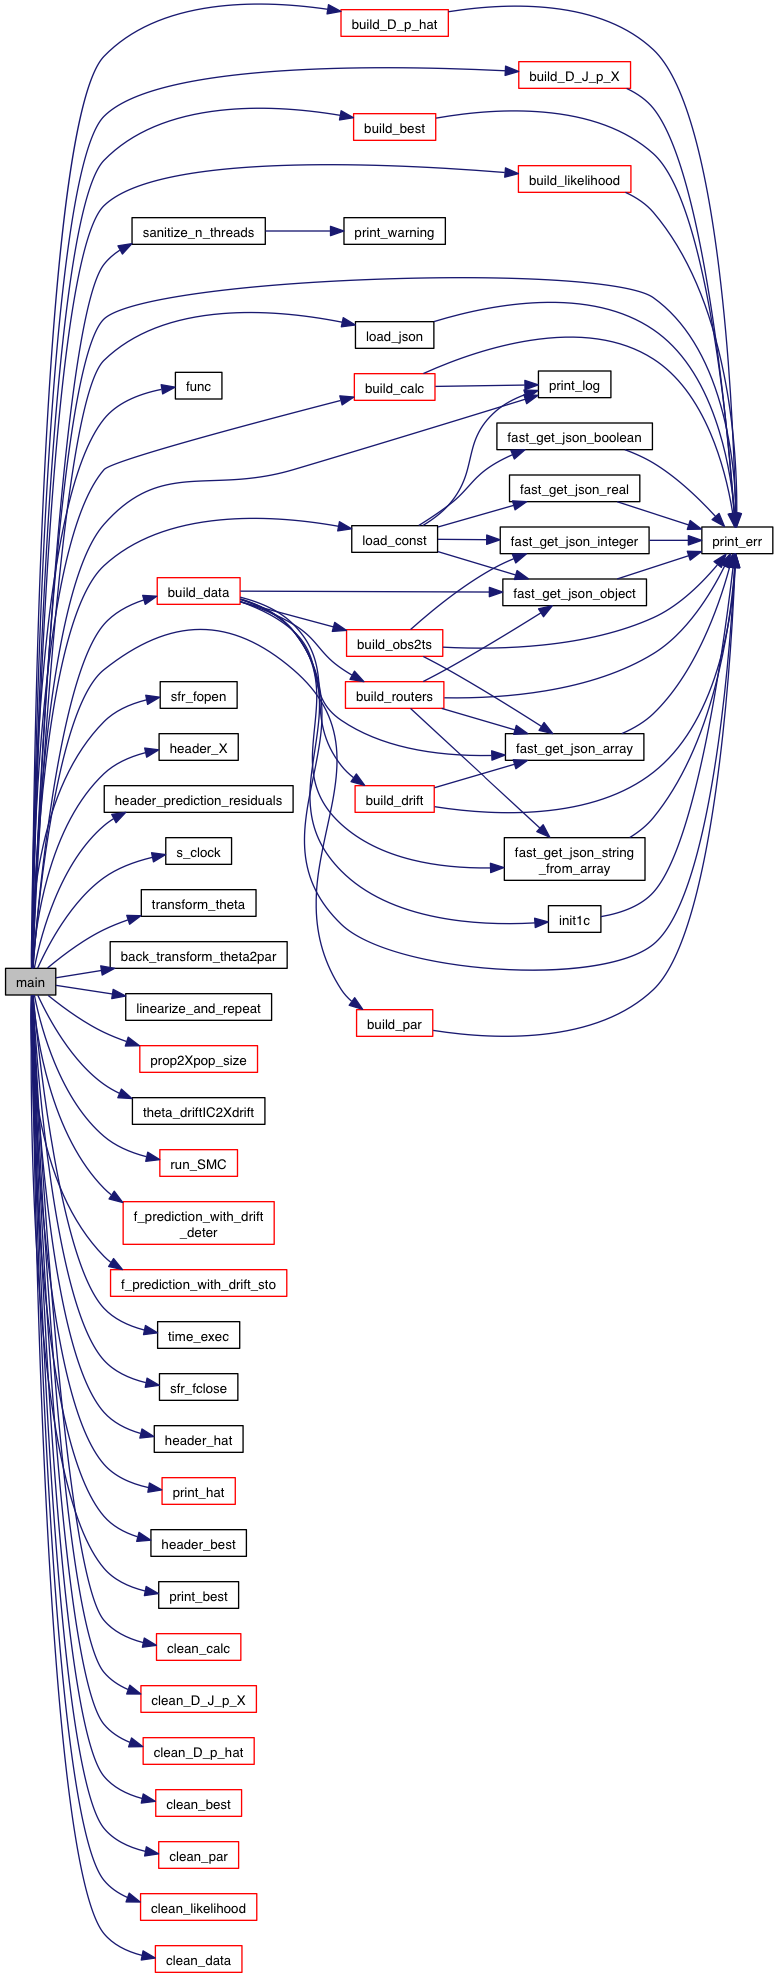 build_D_p_hat
build_D_J_p_X
build_best
build_likelihood
sanitize_n_threads
print_warning
load_json
func
build_calc
print_log
fast_get_json_boolean
fast_get_json_real
load_const
fast_get_json_integer
print_err
build_data
fast_get_json_object
build_obs2ts
sfr_fopen
build_routers
header_X
fast_get_json_array
header_prediction_residuals
build_drift
s_clock
fast_get_json_string
_from_array
transform_theta
init1c
back_transform_theta2par
main
linearize_and_repeat
build_par
prop2Xpop_size
theta_driftIC2Xdrift
run_SMC
f_prediction_with_drift
_deter
f_prediction_with_drift_sto
time_exec
sfr_fclose
header_hat
print_hat
header_best
print_best
clean_calc
clean_D_J_p_X
clean_D_p_hat
clean_best
clean_par
clean_likelihood
clean_data